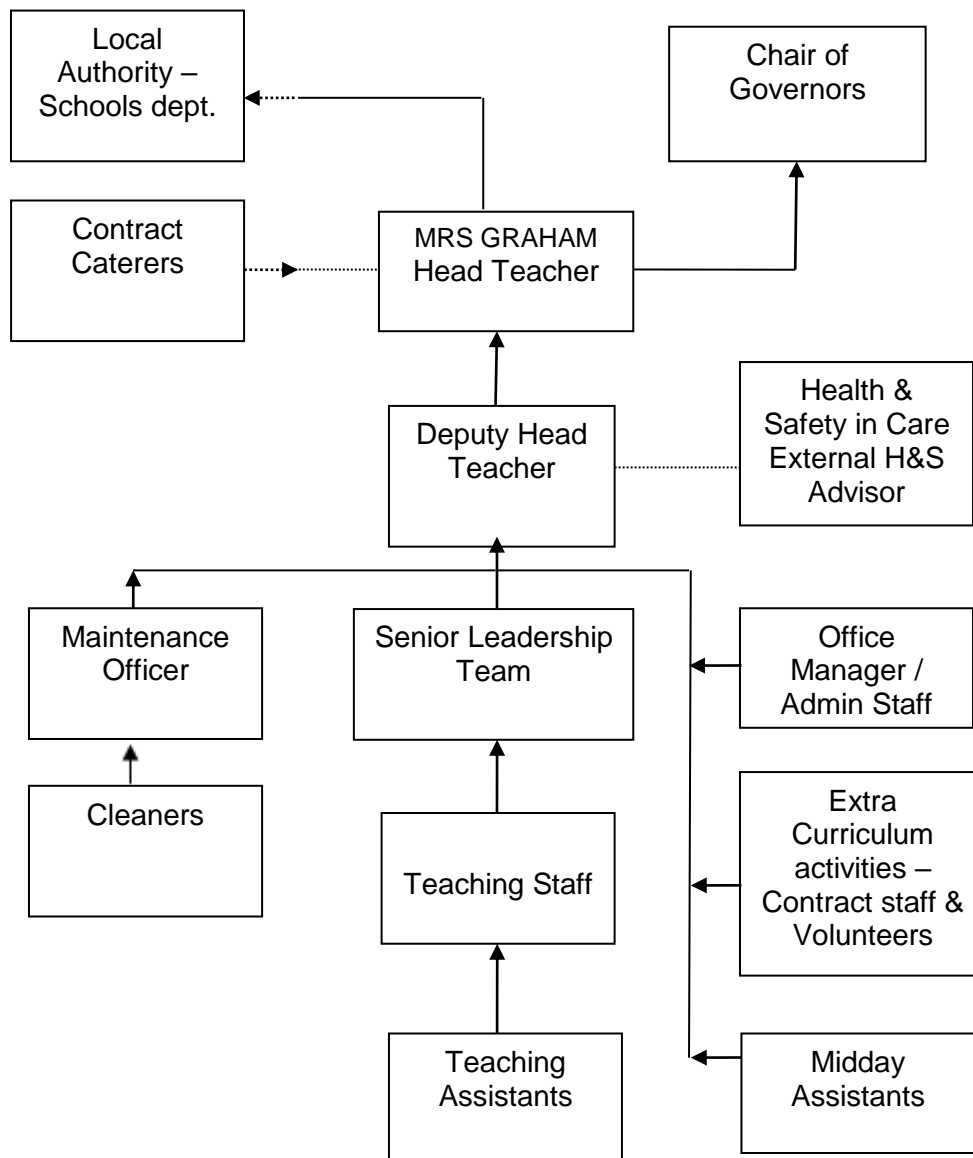 Local
Authority –
Schools dept.
Chair of
Governors
Contract
Caterers
MRS GRAHAM
Head Teacher
Deputy Head
Teacher
Health &
Safety in Care
External H&S
Advisor
Maintenance
Officer
Senior Leadership
Team
Office
Manager /
Admin Staff
Cleaners
Teaching Staff
Extra
Curriculum
activities –
Contract staff &
Volunteers
Teaching
Assistants
Midday
Assistants